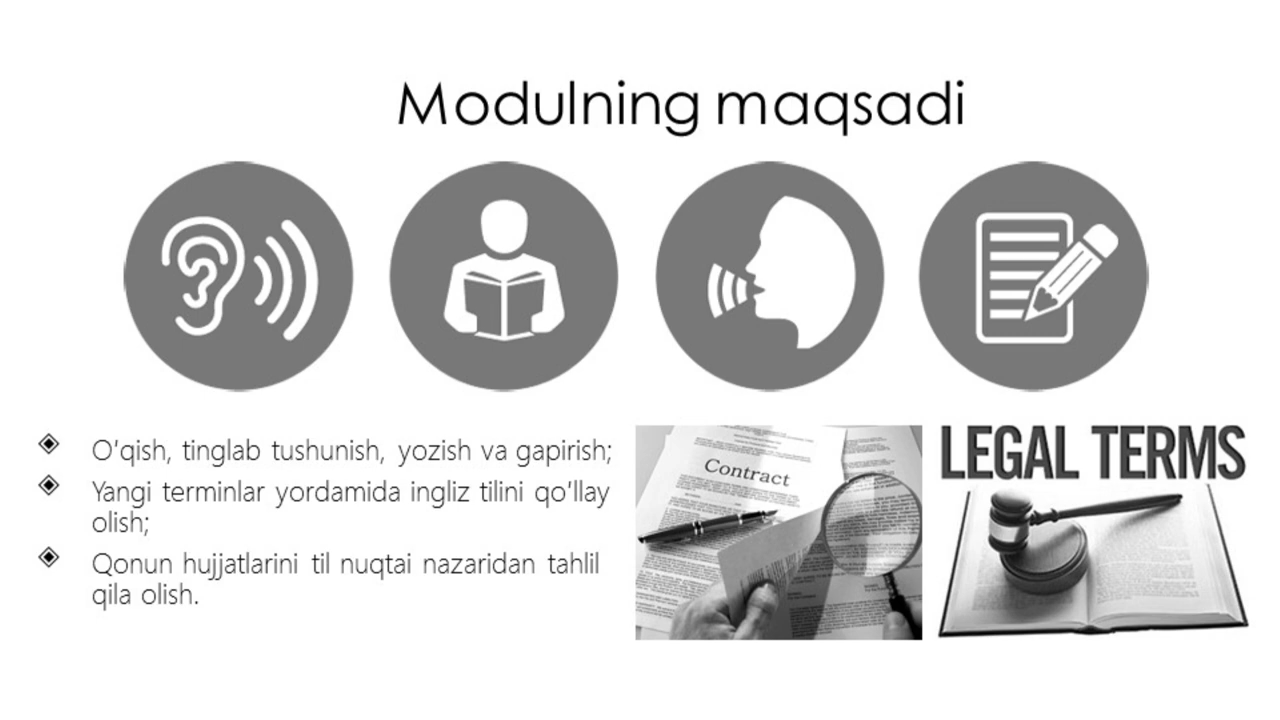 Modulning maqsadi
O'qish, tinglab tushunish, yozish va gapirish;
Yangi terminlar yordamida ingliz tilini qo'llay
olish;
Qonun hujjatlarini til nuqtai nazaridan tahlil
qila olish.
Contract
LEGAL TERMS